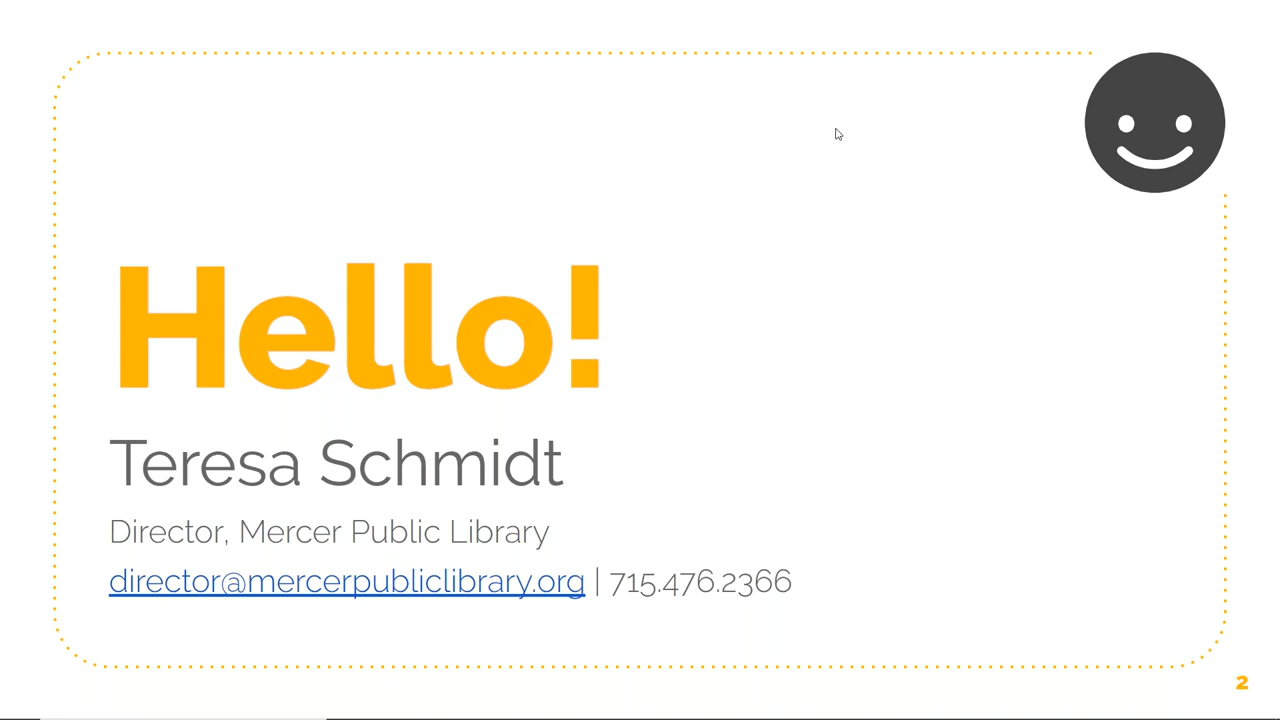 Hello!
Teresa Schmidt
Director, Mercer Public Library
director@mercerpubliclibrary.org | 715.476.2366
2